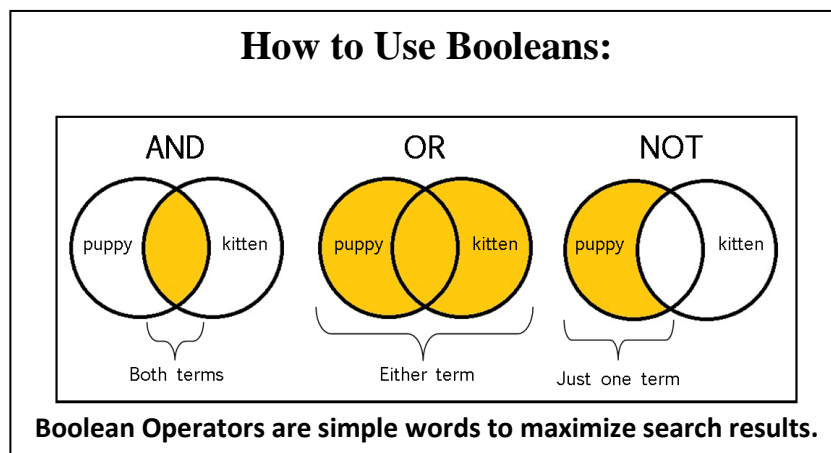 How to Use Booleans:
AND OR NOT
puppy kitten puppy kitten puppy kitten
Both terms Either term Just one term
Boolean Operators are simple words to maximize search results.